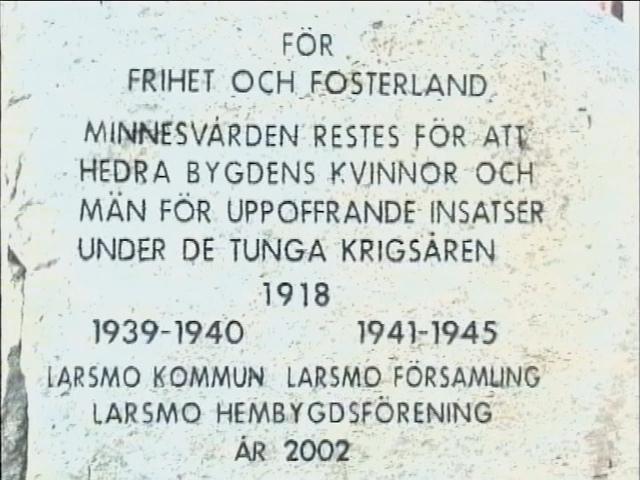 FÖR
FRIHET OCH FOSTERLAND
MINNESVÅRDEN RESTES FÖR ATT
HEDRA BYGDENS KVINNOR OCH
MÄN FÖR UPPOFFRANDE INSATSER
UNDER DE TUNGA KRIGSÅREN
1918
1939-1940 1941-1945
LARSMO KOMMUN LARSMO FÖRSAMLING
LARSMO HEMBYGDSFÖRENING
ÅR 2002